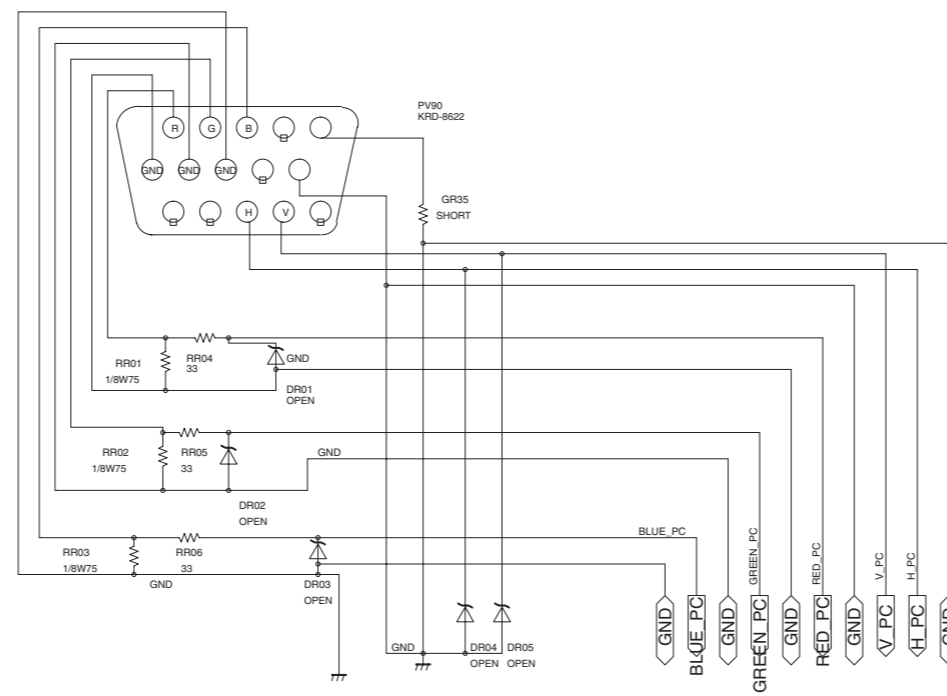 PV90
KRD-8622
R
G
B
GND
GND
GND
H
V
GR35
SHORT
RR01
1/8W75
RR04
33
GND
DR01
OPEN
RR02
1/8W75
RR05
33
GND
DR02
OPEN
RR03
1/8W75
RR06
33
GND
DR03
OPEN
BLUE_PC
GREEN_PC
RED_PC
V_PC
H_PC
GND
DR04
OPEN
DR05
OPEN
GND
BLUE_PC
GND
GREEN_PC
GND
RED_PC
GND
V_PC
H_PC
GND